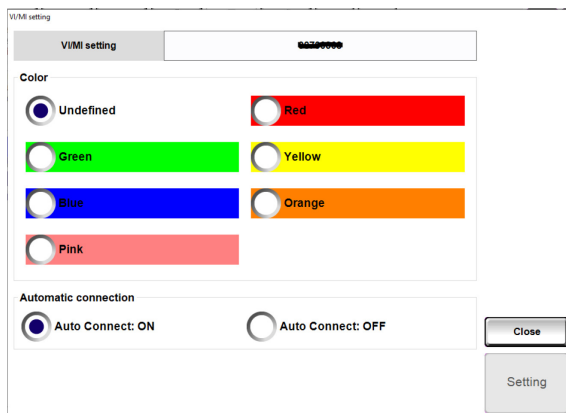 VI/MI setting
VI/MI setting
Color
Undefined
Red
Green
Yellow
Blue
Orange
Pink
Automatic connection
Auto Connect: ON
Auto Connect: OFF
Close
Setting